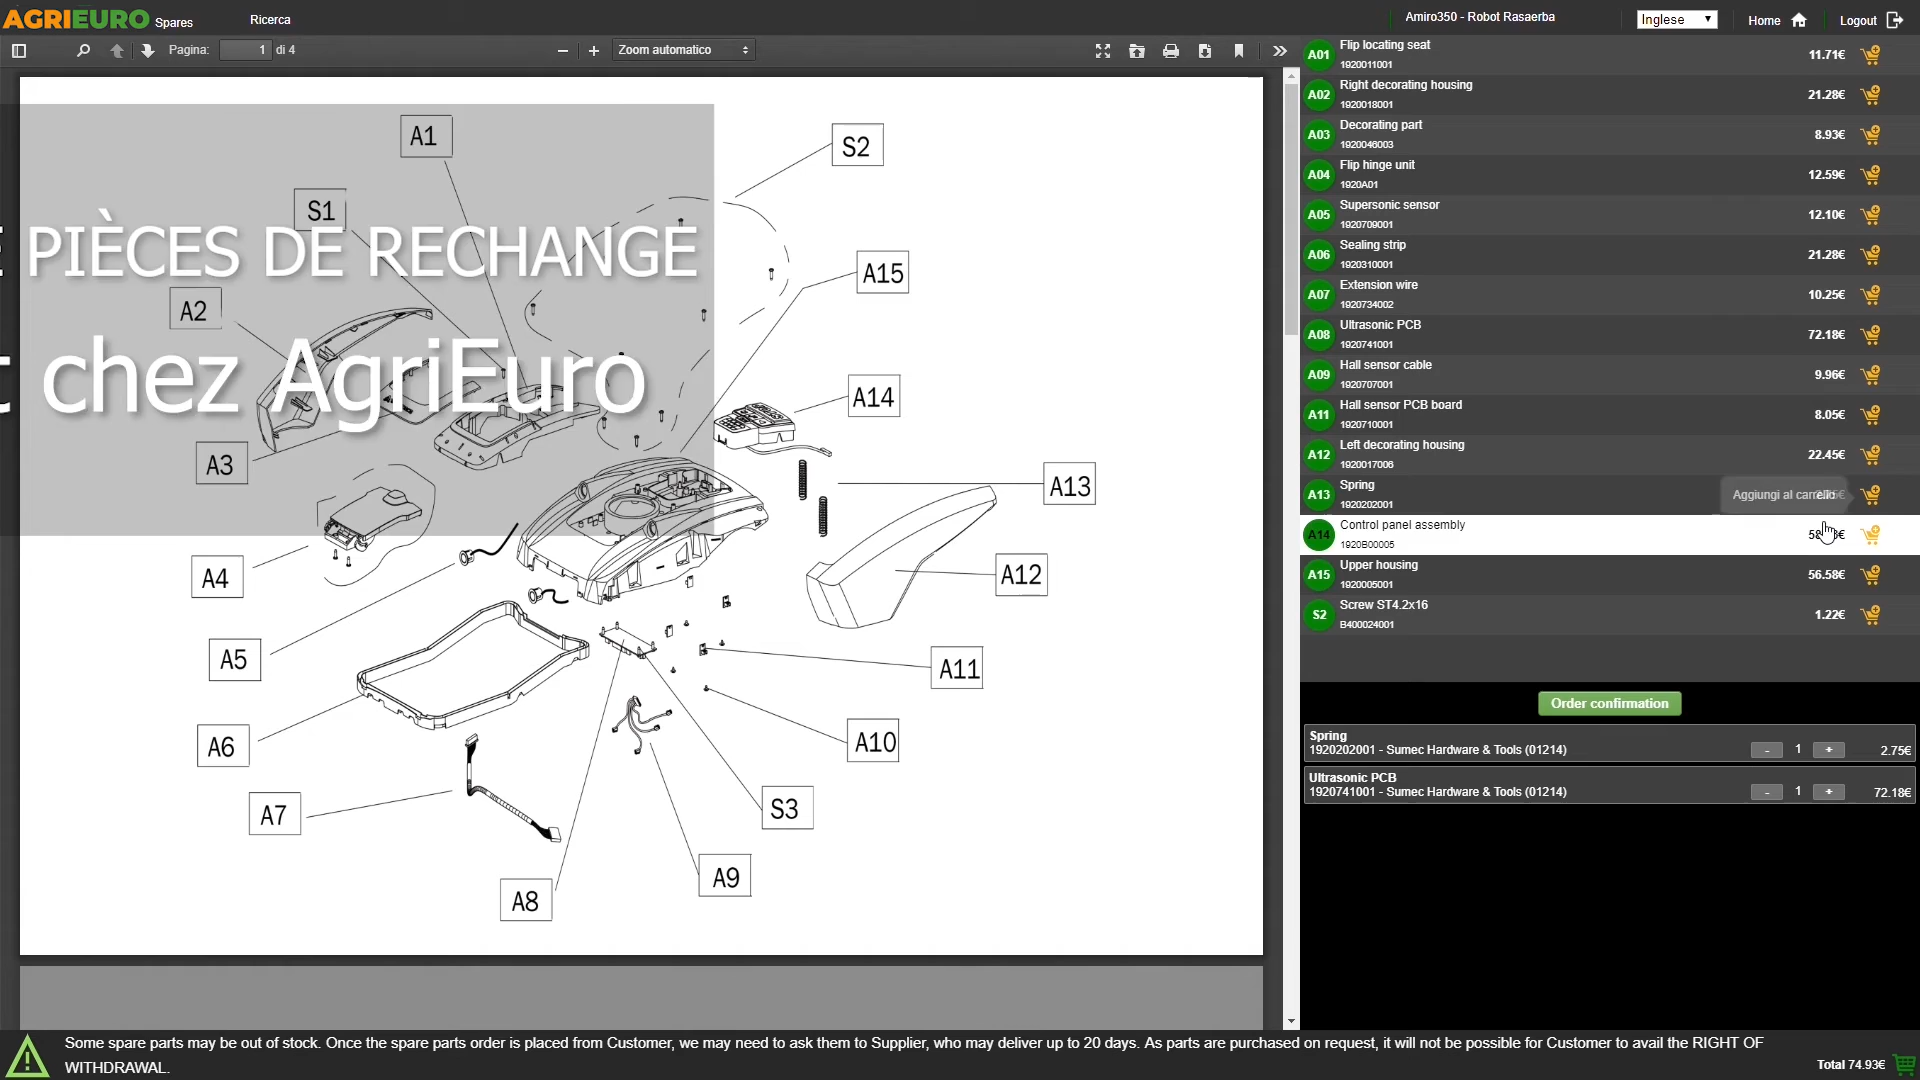 AGRIEURO Spares
Ricerca
Amiro350 - Robot Rasaerba
Inglese
Home
Logout
Pagina: 1 di 4
Zoom automatico
A1
S2
S1
PIÈCES DE RECHANGE
A15
A2
chez AgriEuro
A14
A3
A13
A4
A12
A5
A11
A6
A10
A7
S3
A9
A8
A01 Flip locating seat 11.71€
1920011001
A02 Right decorating housing 21.28€
1920018001
A03 Decorating part 8.93€
1920046003
A04 Flip hinge unit 12.59€
1920A01
A05 Supersonic sensor 12.10€
1920709001
A06 Sealing strip 21.28€
1920310001
A07 Extension wire 10.25€
1920734002
A08 Ultrasonic PCB 72.18€
1920741001
A09 Hall sensor cable 9.96€
1920707001
A11 Hall sensor PCB board 8.05€
1920710001
A12 Left decorating housing 22.45€
1920017006
A13 Spring Aggiungi al carrello
1920202001
A14 Control panel assembly
1920B00005
A15 Upper housing 56.58€
1920005001
S2 Screw ST4.2x16 1.22€
B400024001
Order confirmation
Spring
1920202001 - Sumec Hardware & Tools (01214) - 1 + 2.75€
Ultrasonic PCB
1920741001 - Sumec Hardware & Tools (01214) - 1 + 72.18€
Some spare parts may be out of stock. Once the spare parts order is placed from Customer, we may need to ask them to Supplier, who may deliver up to 20 days. As parts are purchased on request, it will not be possible for Customer to avail the RIGHT OF
WITHDRAWAL.
Total 74.93€